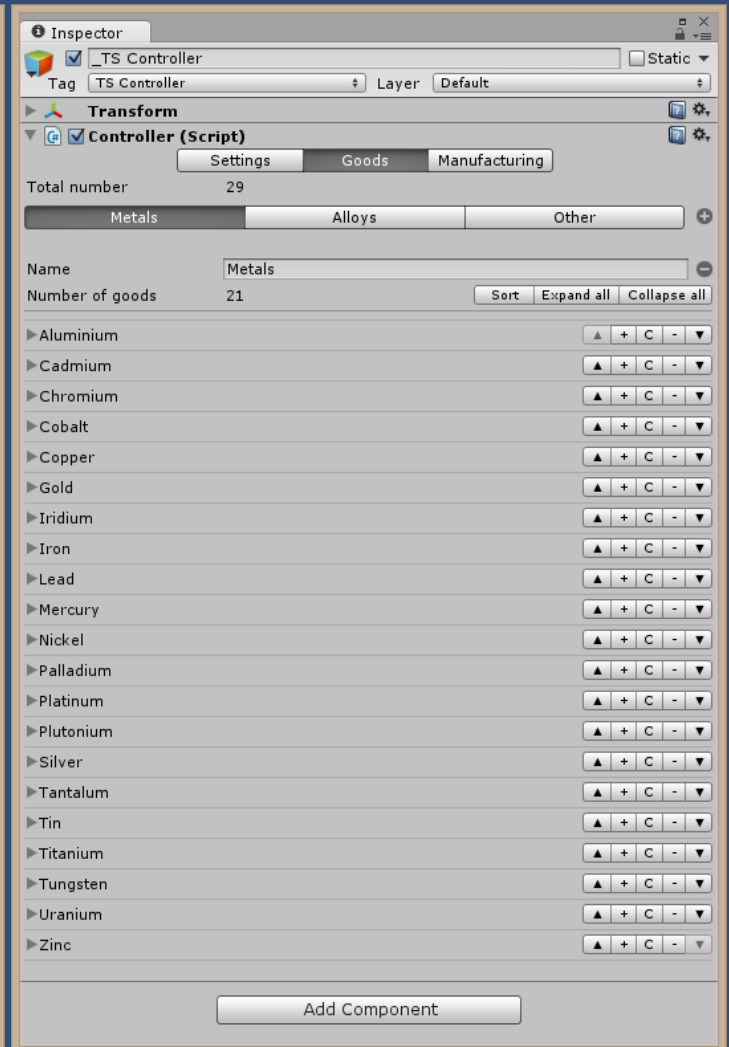 Inspector
_TS Controller Static
Tag TS Controller Layer Default
Transform
Controller (Script)
Settings Goods Manufacturing
Total number 29
Metals Alloys Other
Name Metals
Number of goods 21 Sort Expand all Collapse all
Aluminium + C -
Cadmium + C -
Chromium + C -
Cobalt + C -
Copper + C -
Gold + C -
Iridium + C -
Iron + C -
Lead + C -
Mercury + C -
Nickel + C -
Palladium + C -
Platinum + C -
Plutonium + C -
Silver + C -
Tantalum + C -
Tin + C -
Titanium + C -
Tungsten + C -
Uranium + C -
Zinc + C -
Add Component